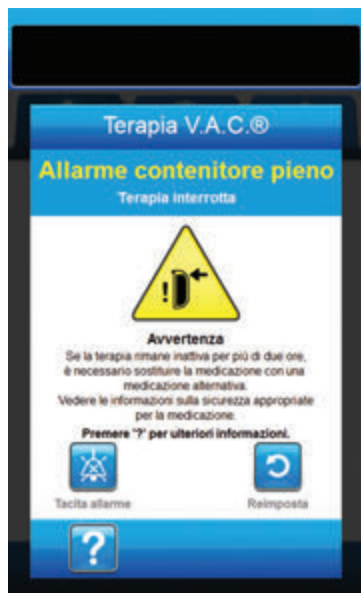 Terapia V.A.C.®
Allarme contenitore pieno
Terapia interrotta
!
Avvertenza
Se la terapia rimane inattiva per più di due ore,
è necessario sostituire la medicazione con una
medicazione alternativa.
Vedere le informazioni sulla sicurezza appropriate
per la medicazione.
Premere '?' per ulteriori informazioni.
Tacita allarme
Reimposta
?